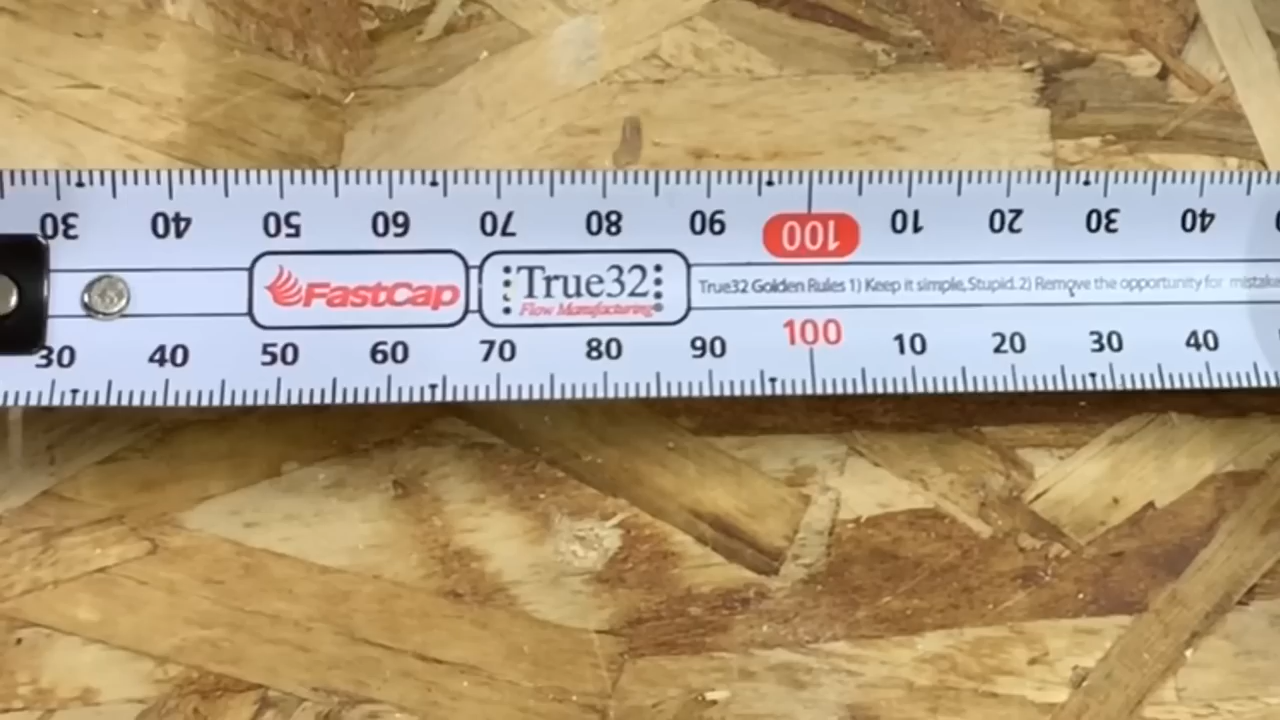 30 40 50 60 70 80 90 100 10 20 30 40
FastCap
True32
Flow Manufacturing®
True32 Golden Rules 1) Keep it simple, Stupid. 2) Remove the opportunity for mistake
30 40 50 60 70 80 90 100 10 20 30 40